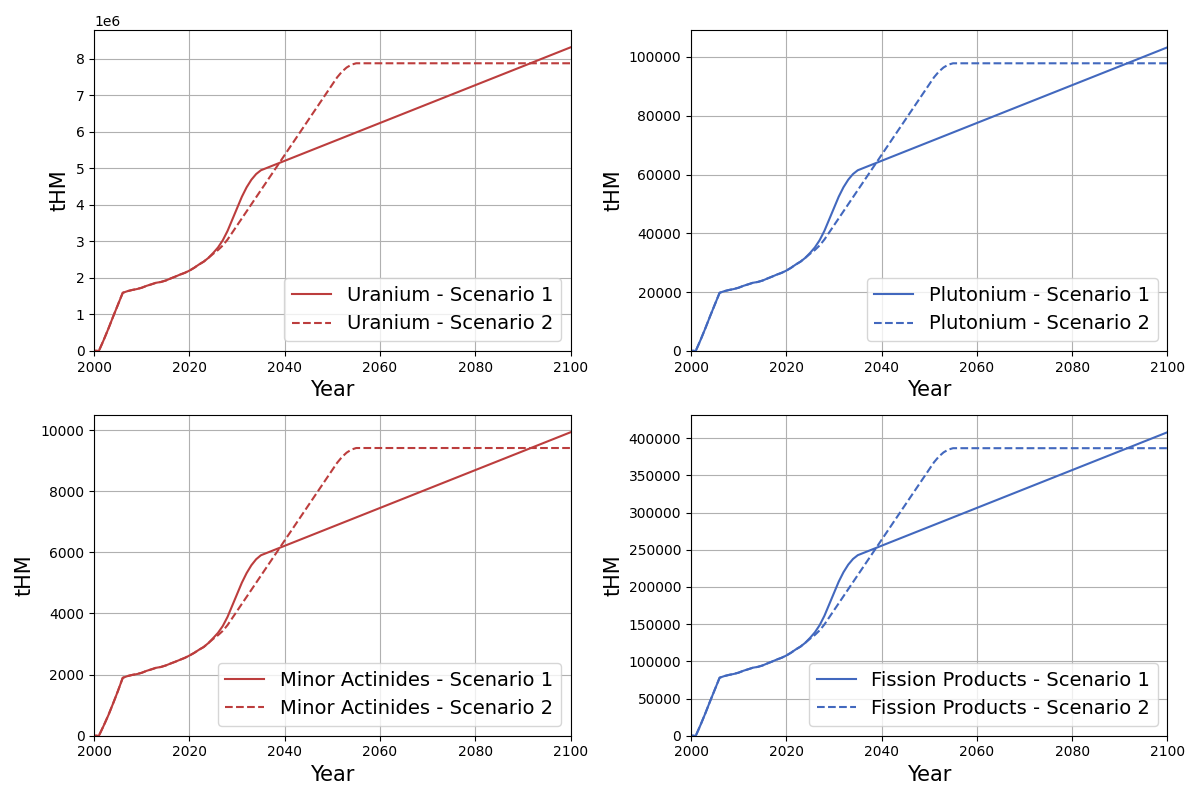 1e6
8
7
6
5
4
3
2
1
0
tHM
2000 2020 2040 2060 2080 2100
Year
Uranium - Scenario 1
Uranium - Scenario 2
100000
80000
60000
40000
20000
0
tHM
2000 2020 2040 2060 2080 2100
Year
Plutonium - Scenario 1
Plutonium - Scenario 2
10000
8000
6000
4000
2000
0
tHM
2000 2020 2040 2060 2080 2100
Year
Minor Actinides - Scenario 1
Minor Actinides - Scenario 2
400000
350000
300000
250000
200000
150000
100000
50000
0
tHM
2000 2020 2040 2060 2080 2100
Year
Fission Products - Scenario 1
Fission Products - Scenario 2